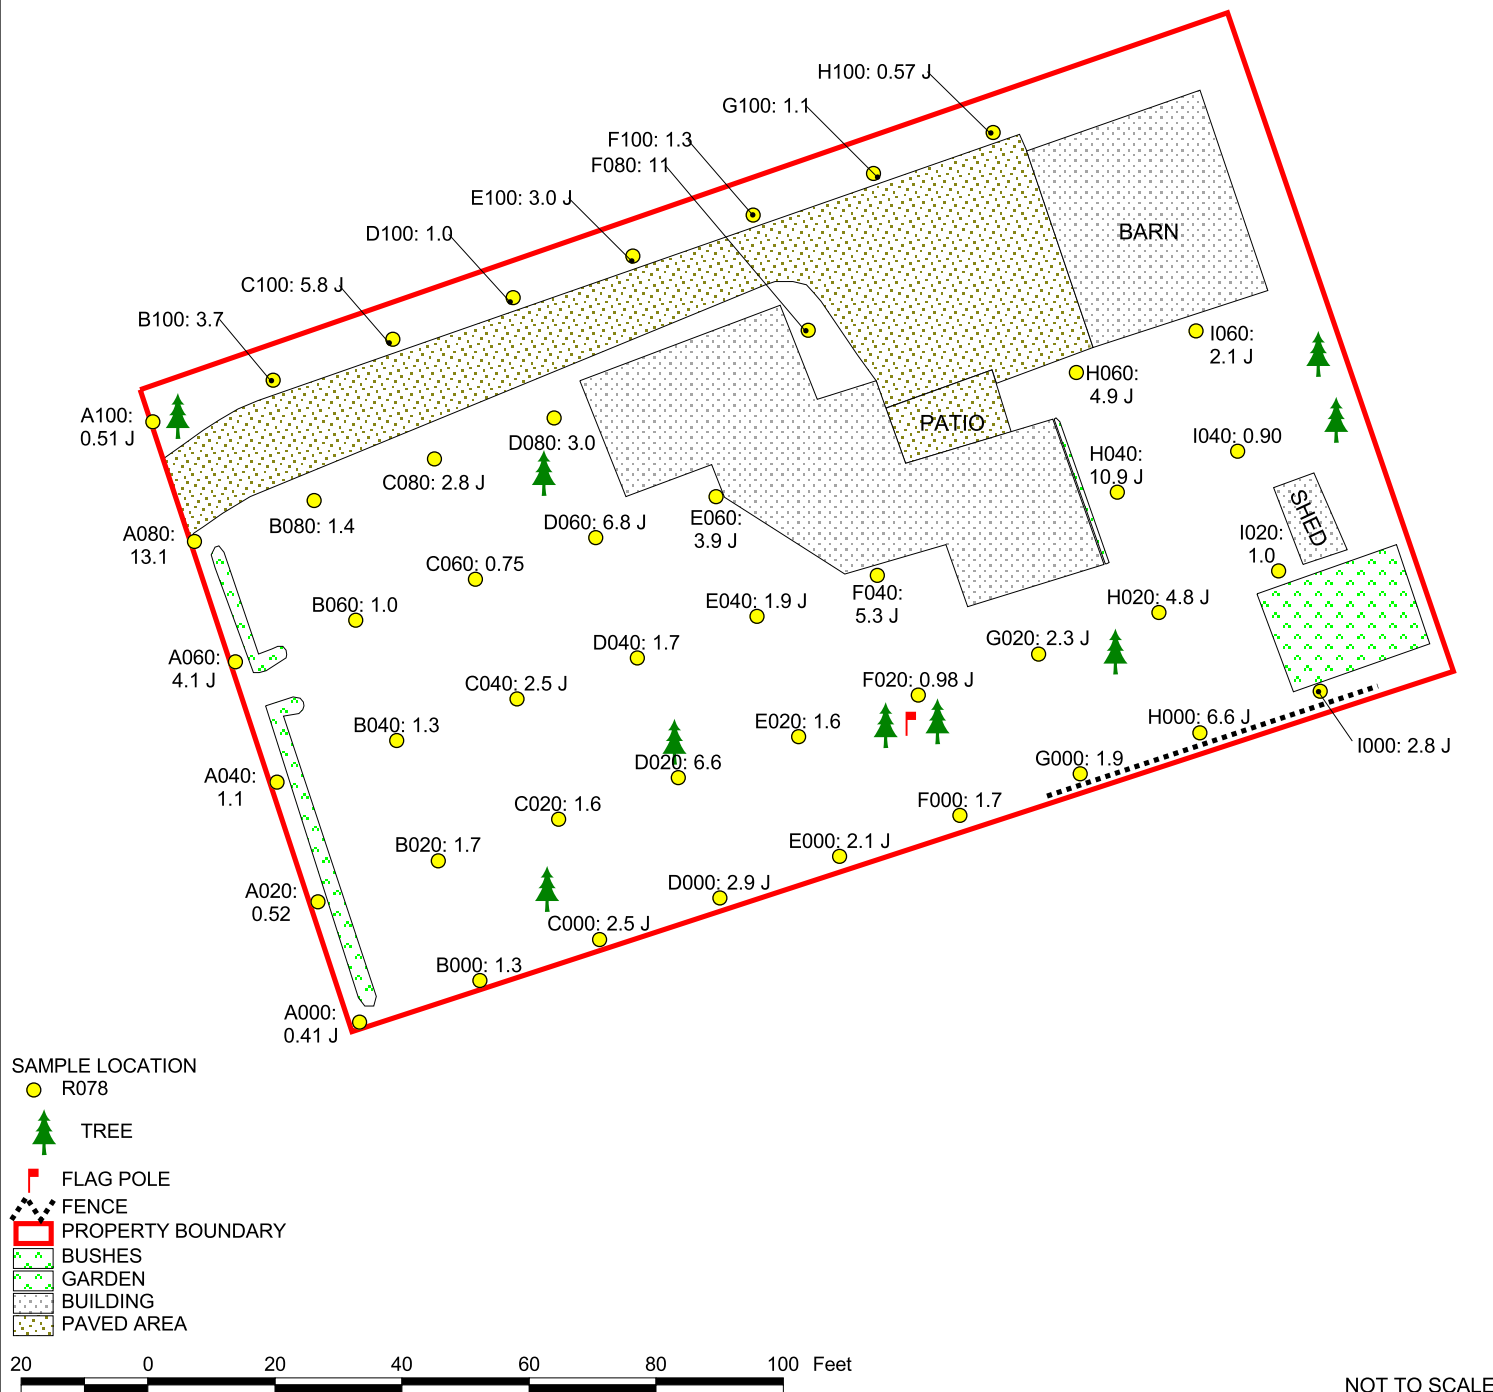 H100: 0.57 J
G100: 1.1
F100: 1.3
F080: 11
E100: 3.0 J
D100: 1.0
C100: 5.8 J
B100: 3.7
BARN
A100:
0.51 J
I060:
2.1 J
H060:
4.9 J
PATIO
D080: 3.0
C080: 2.8 J
I040: 0.90
H040:
10.9 J
B080: 1.4
D060: 6.8 J
E060:
3.9 J
SHED
A080:
13.1
I020:
1.0
C060: 0.75
B060: 1.0
E040: 1.9 J
F040:
5.3 J
H020: 4.8 J
A060:
4.1 J
D040: 1.7
G020: 2.3 J
C040: 2.5 J
F020: 0.98 J
B040: 1.3
E020: 1.6
H000: 6.6 J
I000: 2.8 J
A040:
1.1
D020: 6.6
G000: 1.9
C020: 1.6
F000: 1.7
B020: 1.7
E000: 2.1 J
A020:
0.52
D000: 2.9 J
C000: 2.5 J
B000: 1.3
A000:
0.41 J
SAMPLE LOCATION
R078
TREE
FLAG POLE
FENCE
PROPERTY BOUNDARY
BUSHES
GARDEN
BUILDING
PAVED AREA
20 0 20 40 60 80 100 Feet
NOT TO SCALE